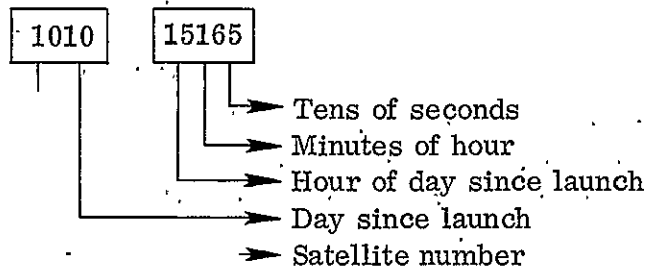 1010 15165
Tens of seconds
Minutes of hour
Hour of day since launch
Day since launch
Satellite number